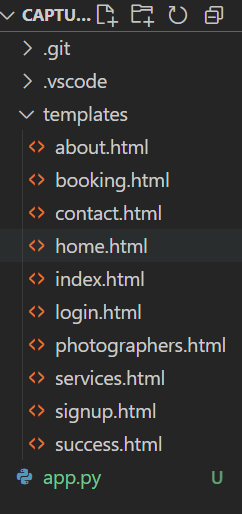 CAPTU...
.git
.vscode
templates
about.html
booking.html
contact.html
home.html
index.html
login.html
photographers.html
services.html
signup.html
success.html
app.py U